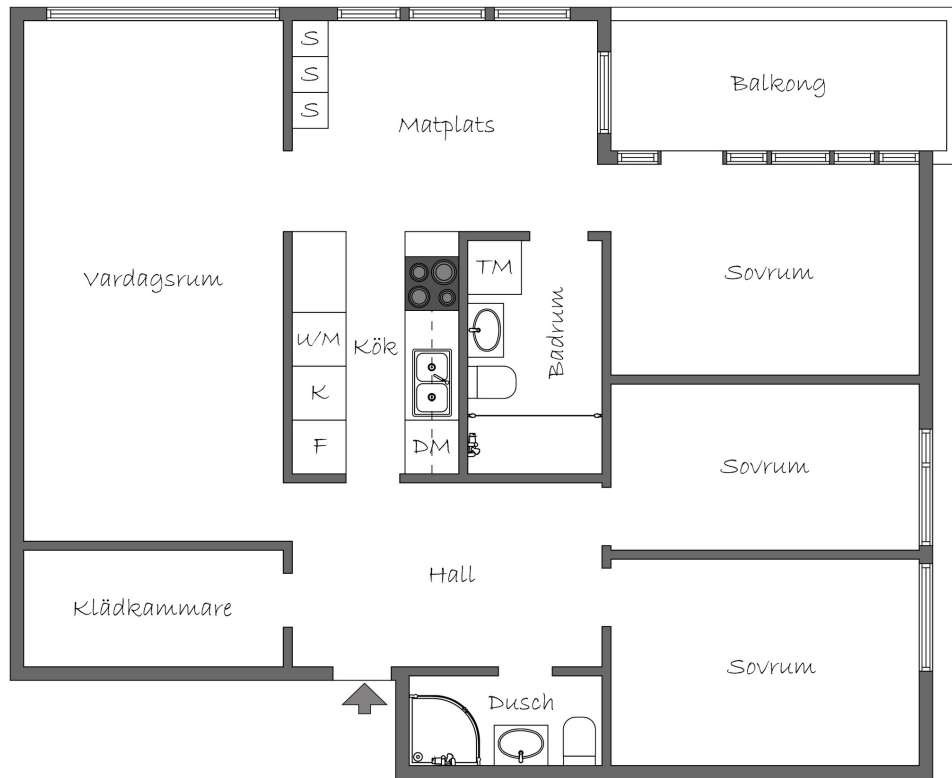 S
S
S
Balkong
Matplats
Vardagsrum
TM
Sovrum
U/M
Kök
Badrum
K
F
DM
Sovrum
Hall
Klädkammare
Sovrum
Dusch